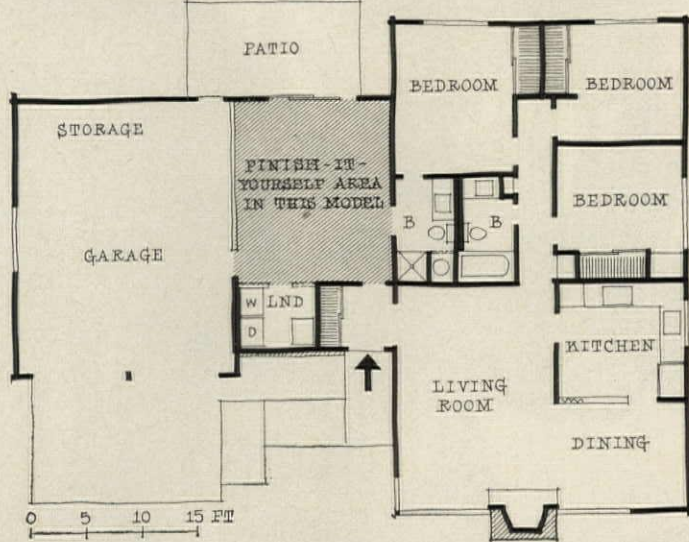 PATIO
BEDROOM
BEDROOM
STORAGE
FINISH-IT-
YOURSELF AREA
IN THIS MODEL
BEDROOM
B
B
GARAGE
W
LND
D
KITCHEN
LIVING
ROOM
DINING
0 5 10 15 FT